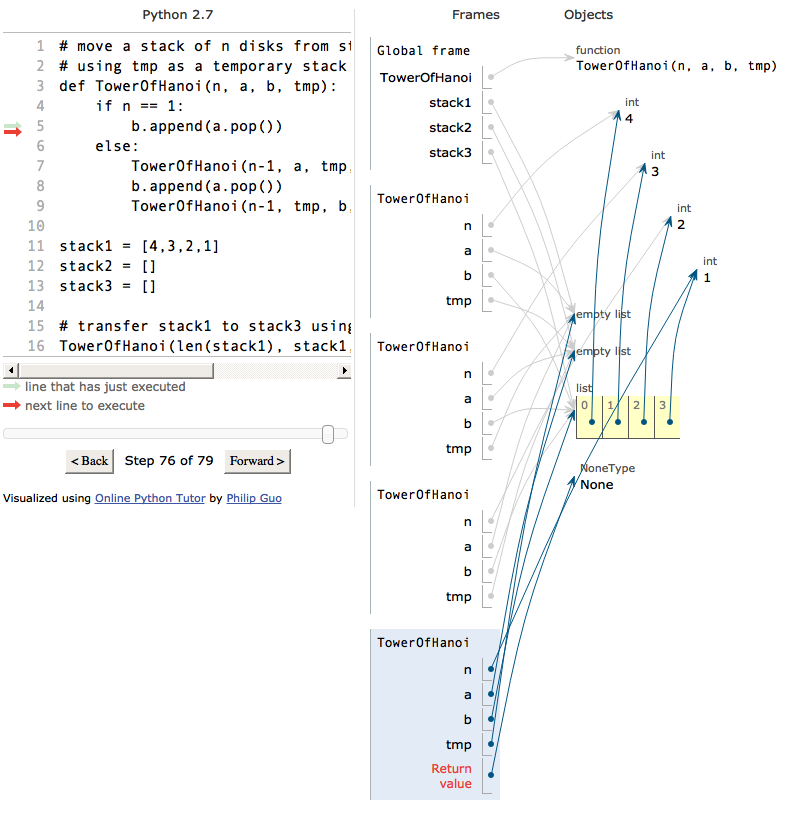 Python 2.7
1 # move a stack of n disks from st
2 # using tmp as a temporary stack
3 def TowerOfHanoi(n, a, b, tmp):
4 if n == 1:
5 b.append(a.pop())
6 else:
7 TowerOfHanoi(n-1, a, tmp,
8 b.append(a.pop())
9 TowerOfHanoi(n-1, tmp, b,
10
11 stack1 = [4,3,2,1]
12 stack2 = []
13 stack3 = []
14
15 # transfer stack1 to stack3 using
16 TowerOfHanoi(len(stack1), stack1,
line that has just executed
next line to execute
< Back Step 76 of 79 Forward >
Visualized using Online Python Tutor by Philip Guo
Frames Objects
Global frame
TowerOfHanoi
stack1
stack2
stack3
TowerOfHanoi
n
a
b
tmp
TowerOfHanoi
n
a
b
tmp
TowerOfHanoi
n
a
b
tmp
TowerOfHanoi
n
a
b
tmp
Return
value
function
TowerOfHanoi(n, a, b, tmp)
int
4
int
3
int
2
int
1
empty list
empty list
list
0 1 2 3
NoneType
None